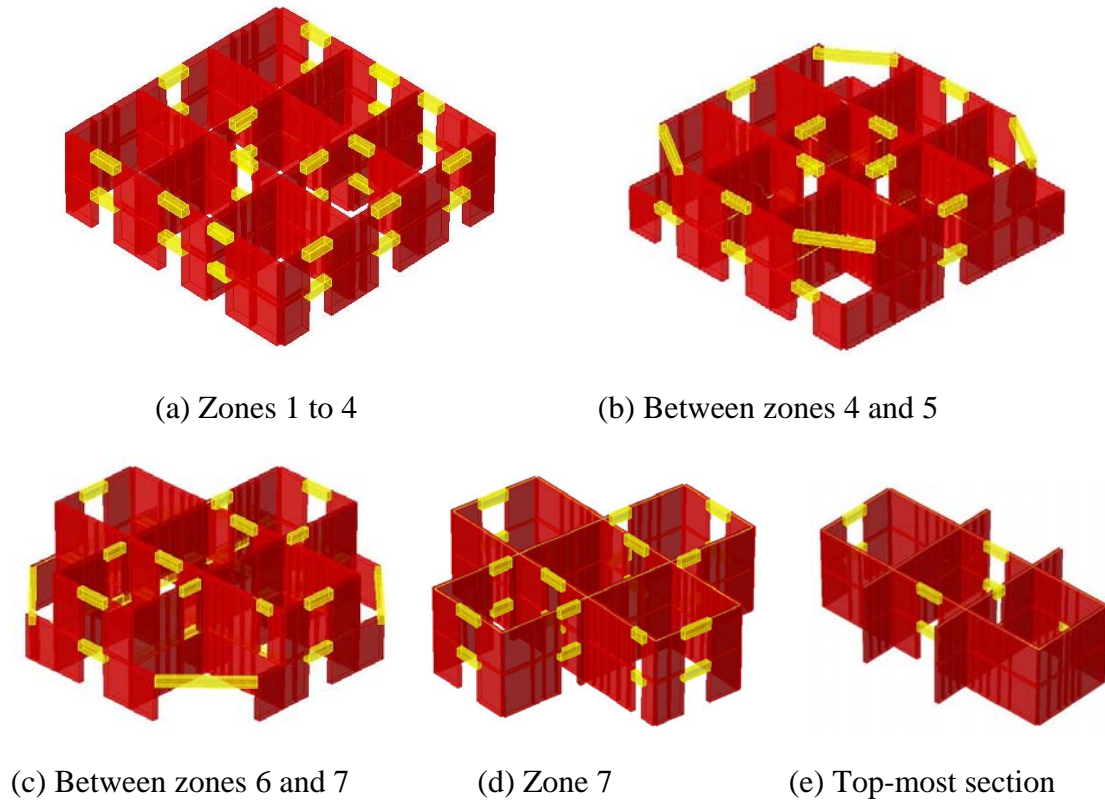 (a) Zones 1 to 4
(b) Between zones 4 and 5
(c) Between zones 6 and 7
(d) Zone 7
(e) Top-most section